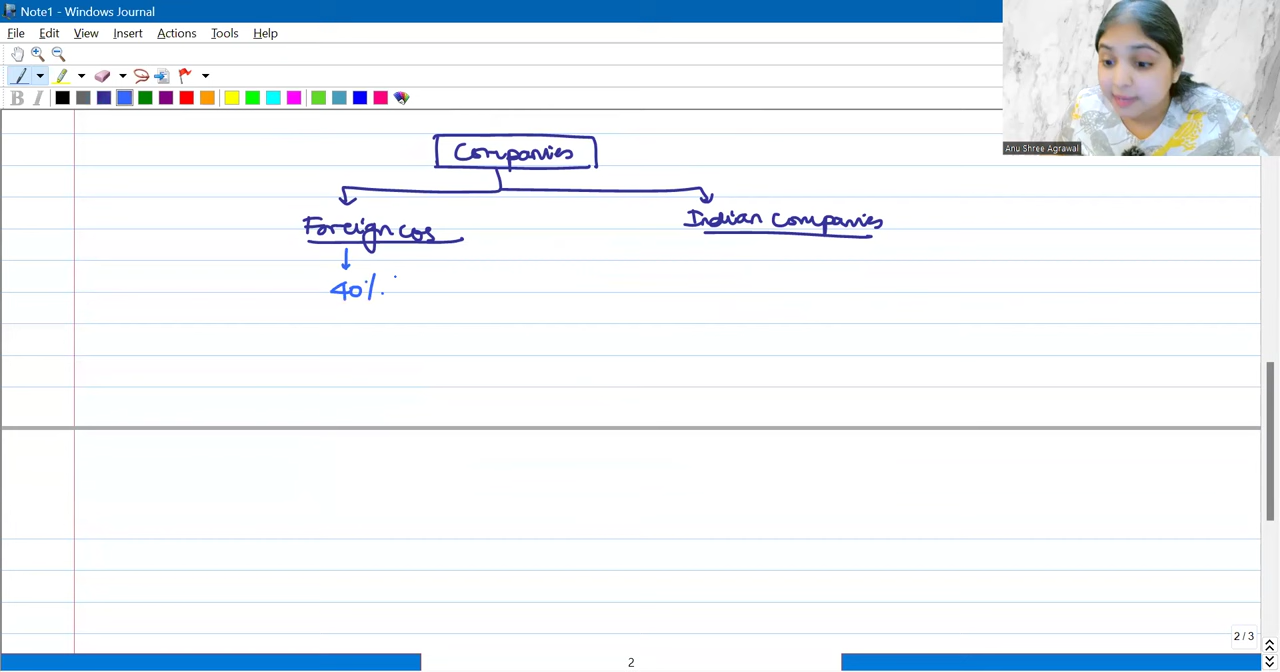 Note1 - Windows Journal
File Edit View Insert Actions Tools Help
B I
Anu Shree Agrawal
Companies
Foreign cos
Indian companies
40%
2 / 3
2